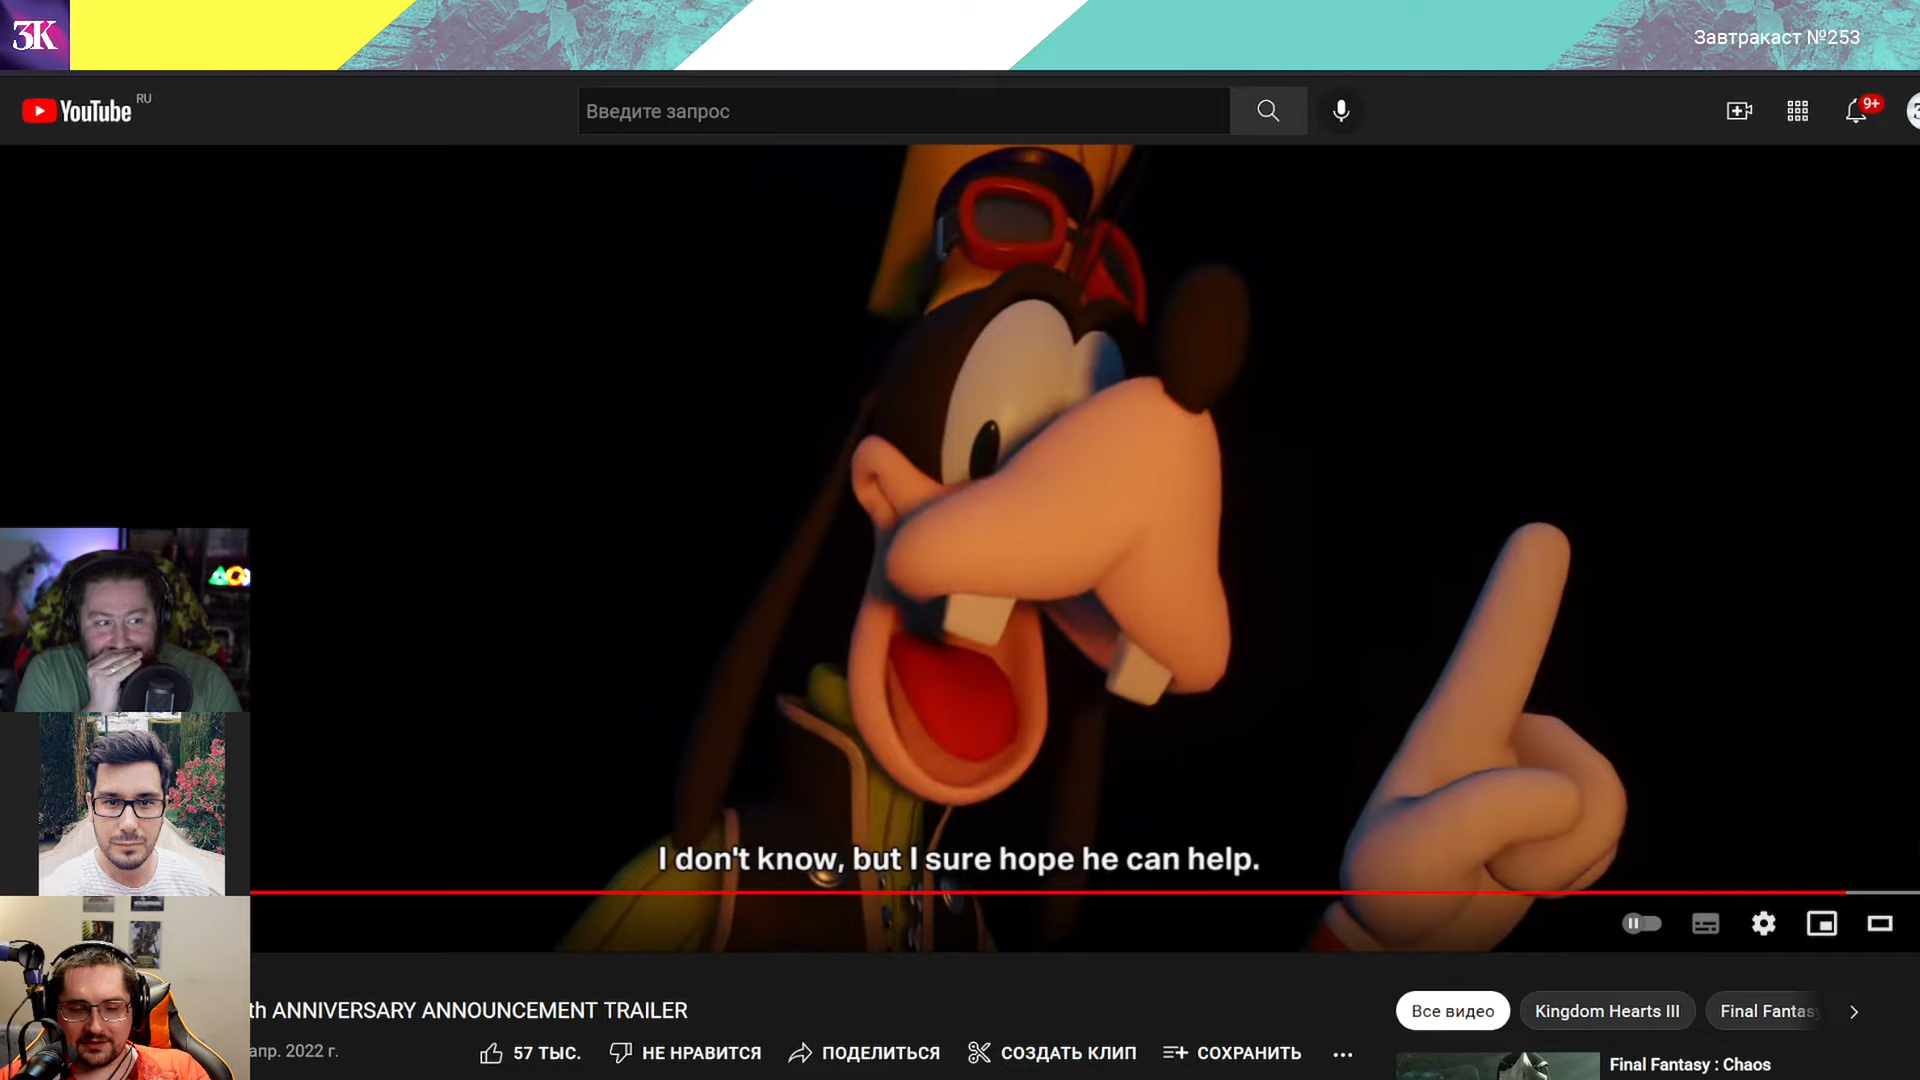 3K
Завтракаст №253
YouTube RU
Введите запрос
9+
I don't know, but I sure hope he can help.
th ANNIVERSARY ANNOUNCEMENT TRAILER
Все видео
Kingdom Hearts III
Final Fantas
апр. 2022 г.
57 ТЫС.
НЕ НРАВИТСЯ
ПОДЕЛИТЬСЯ
СОЗДАТЬ КЛИП
СОХРАНИТЬ
Final Fantasy : Chaos